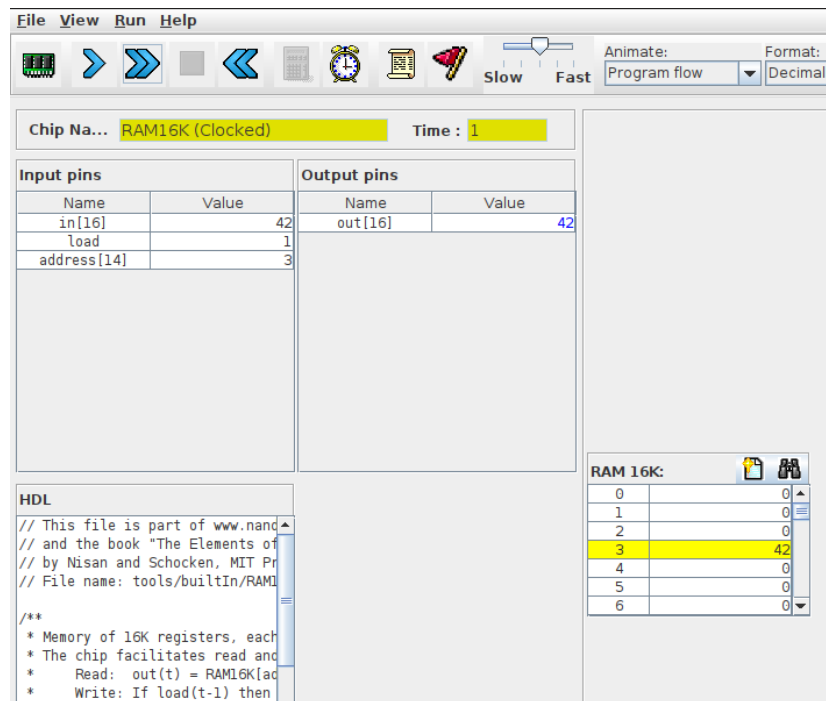 File View Run Help
Slow Fast
Animate:
Program flow
Format:
Decimal
Chip Na... RAM16K (Clocked) Time : 1
Input pins
Name Value
in[16] 42
load 1
address[14] 3
Output pins
Name Value
out[16] 42
HDL
// This file is part of www.nand
// and the book "The Elements of
// by Nisan and Schocken, MIT Pr
// File name: tools/builtIn/RAM1
/**
* Memory of 16K registers, each
* The chip facilitates read and
* Read: out(t) = RAM16K[ad
* Write: If load(t-1) then
RAM 16K:
0 0
1 0
2 0
3 42
4 0
5 0
6 0